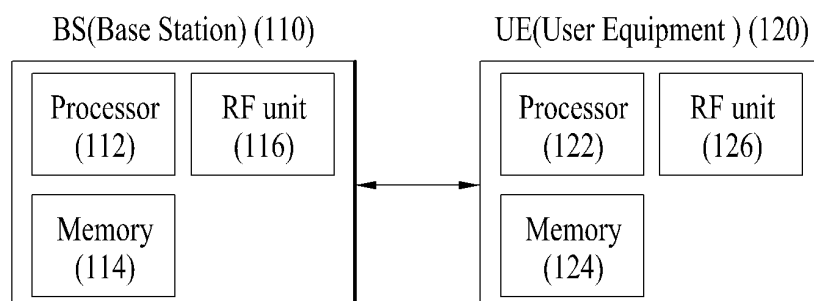 BS(Base Station) (110)
UE(User Equipment ) (120)
Processor
(112)
RF unit
(116)
Memory
(114)
Processor
(122)
RF unit
(126)
Memory
(124)